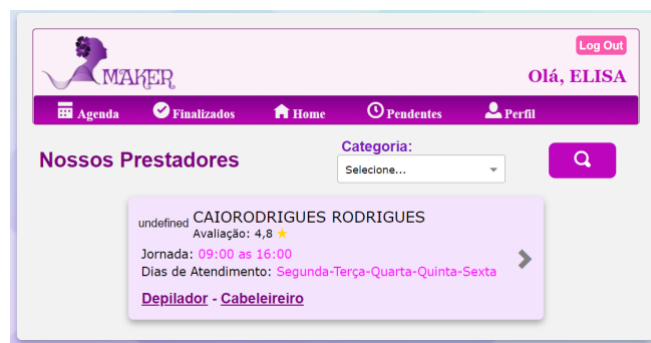 Log Out
MAKER
Olá, ELISA
Agenda Finalizados Home Pendentes Perfil
Nossos Prestadores
Categoria:
Selecione...
undefined CAIORODRIGUES RODRIGUES
Avaliação: 4,8 ★
Jornada: 09:00 as 16:00
Dias de Atendimento: Segunda-Terça-Quarta-Quinta-Sexta
Depilador - Cabeleireiro